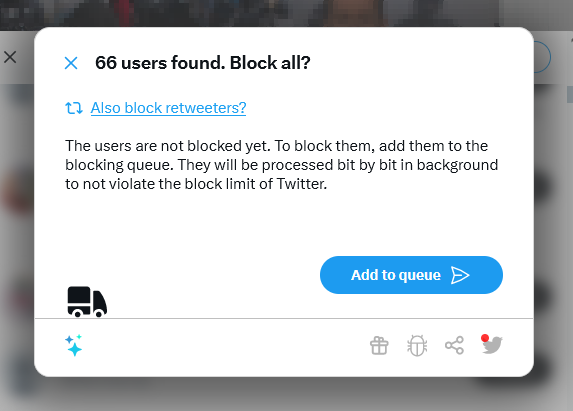 66 users found. Block all?
Also block retweeters?
The users are not blocked yet. To block them, add them to the
blocking queue. They will be processed bit by bit in background
to not violate the block limit of Twitter.
Add to queue